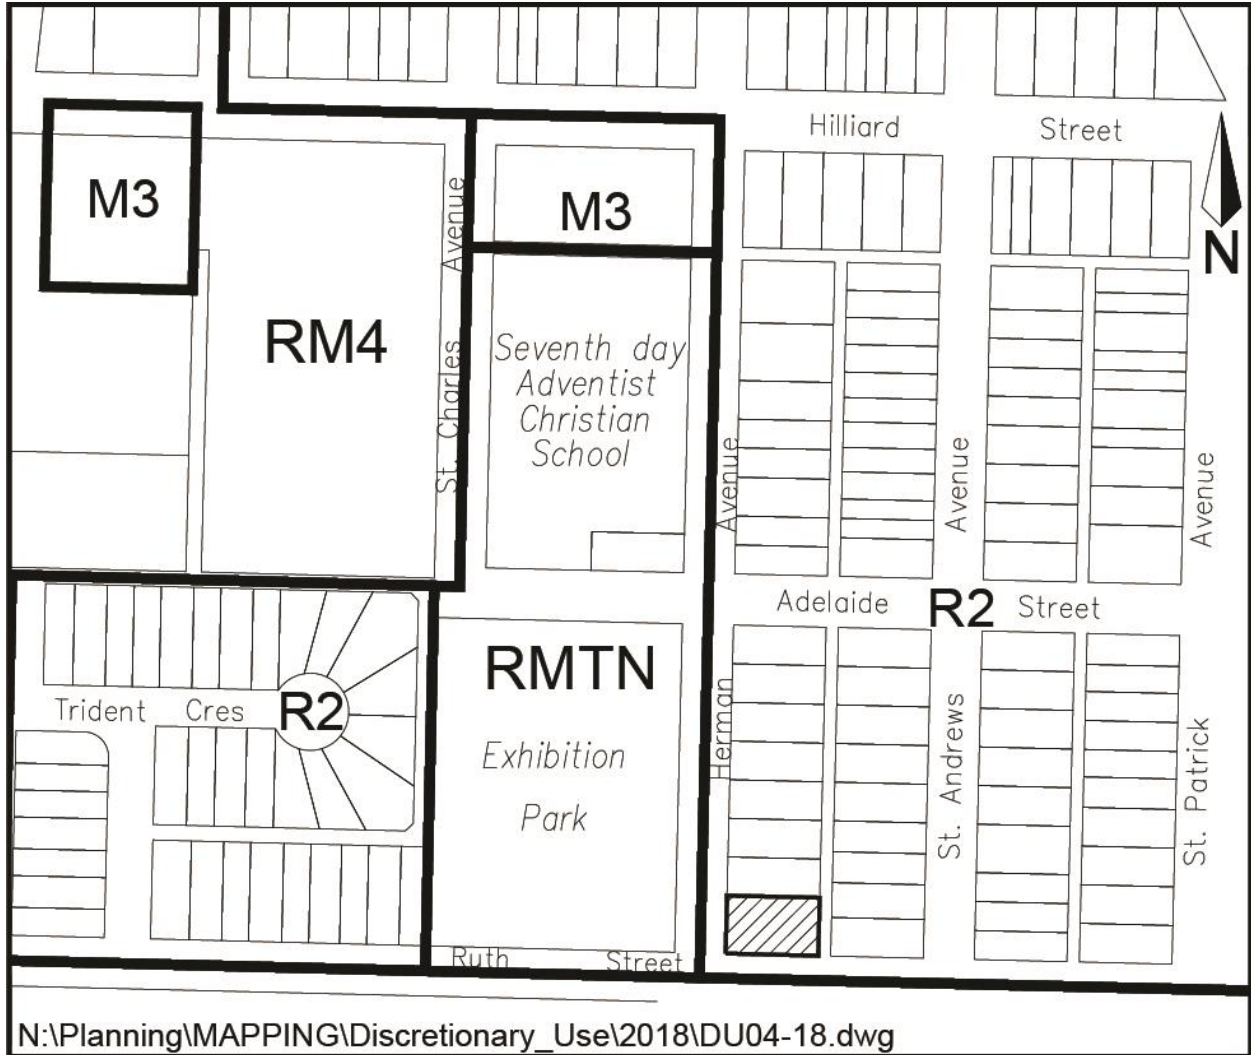 Hilliard Street
M3
M3
N
St. Charles Avenue
RM4
Seventh day
Adventist
Christian
School
Avenue
Avenue
Avenue
Adelaide Street
R2
RMTN
Herman
St. Andrews
St. Patrick
Trident Cres
R2
Exhibition
Park
Ruth Street
N:\Planning\MAPPING\Discretionary_Use\2018\DU04-18.dwg